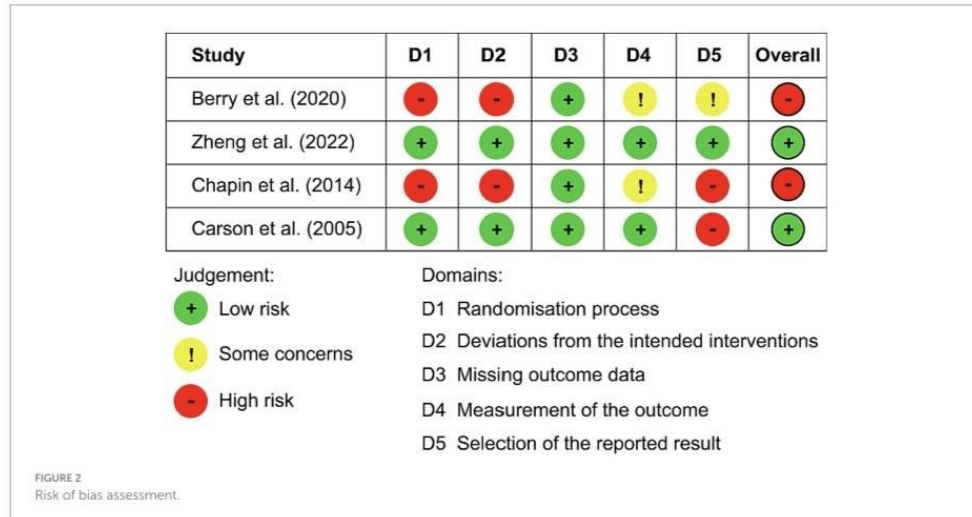 Study D1 D2 D3 D4 D5 Overall
Berry et al. (2020) - - + ! ! -
Zheng et al. (2022) + + + + + +
Chapin et al. (2014) - - + ! - -
Carson et al. (2005) + + + + - +
Judgement:
+ Low risk
! Some concerns
- High risk
Domains:
D1 Randomisation process
D2 Deviations from the intended interventions
D3 Missing outcome data
D4 Measurement of the outcome
D5 Selection of the reported result
FIGURE 2
Risk of bias assessment.